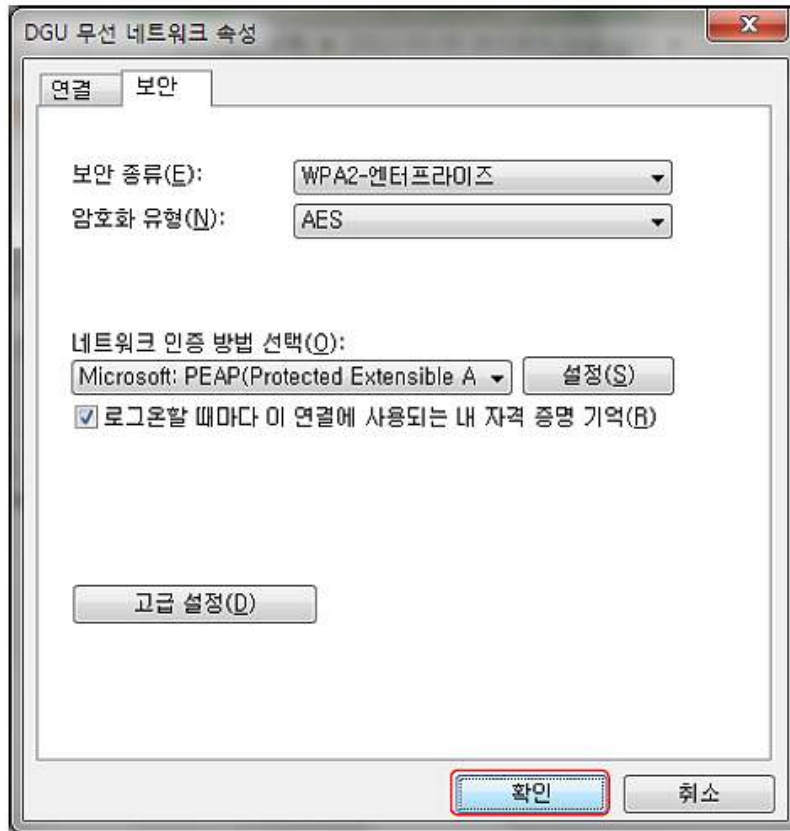 DGU 무선 네트워크 속성
연결 보안
보안 종류(E): WPA2-엔터프라이즈
암호화 유형(N): AES
네트워크 인증 방법 선택(O):
Microsoft: PEAP(Protected Extensible A 설정(S)
로그온할 때마다 이 연결에 사용되는 내 자격 증명 기억(R)
고급 설정(D)
확인 취소